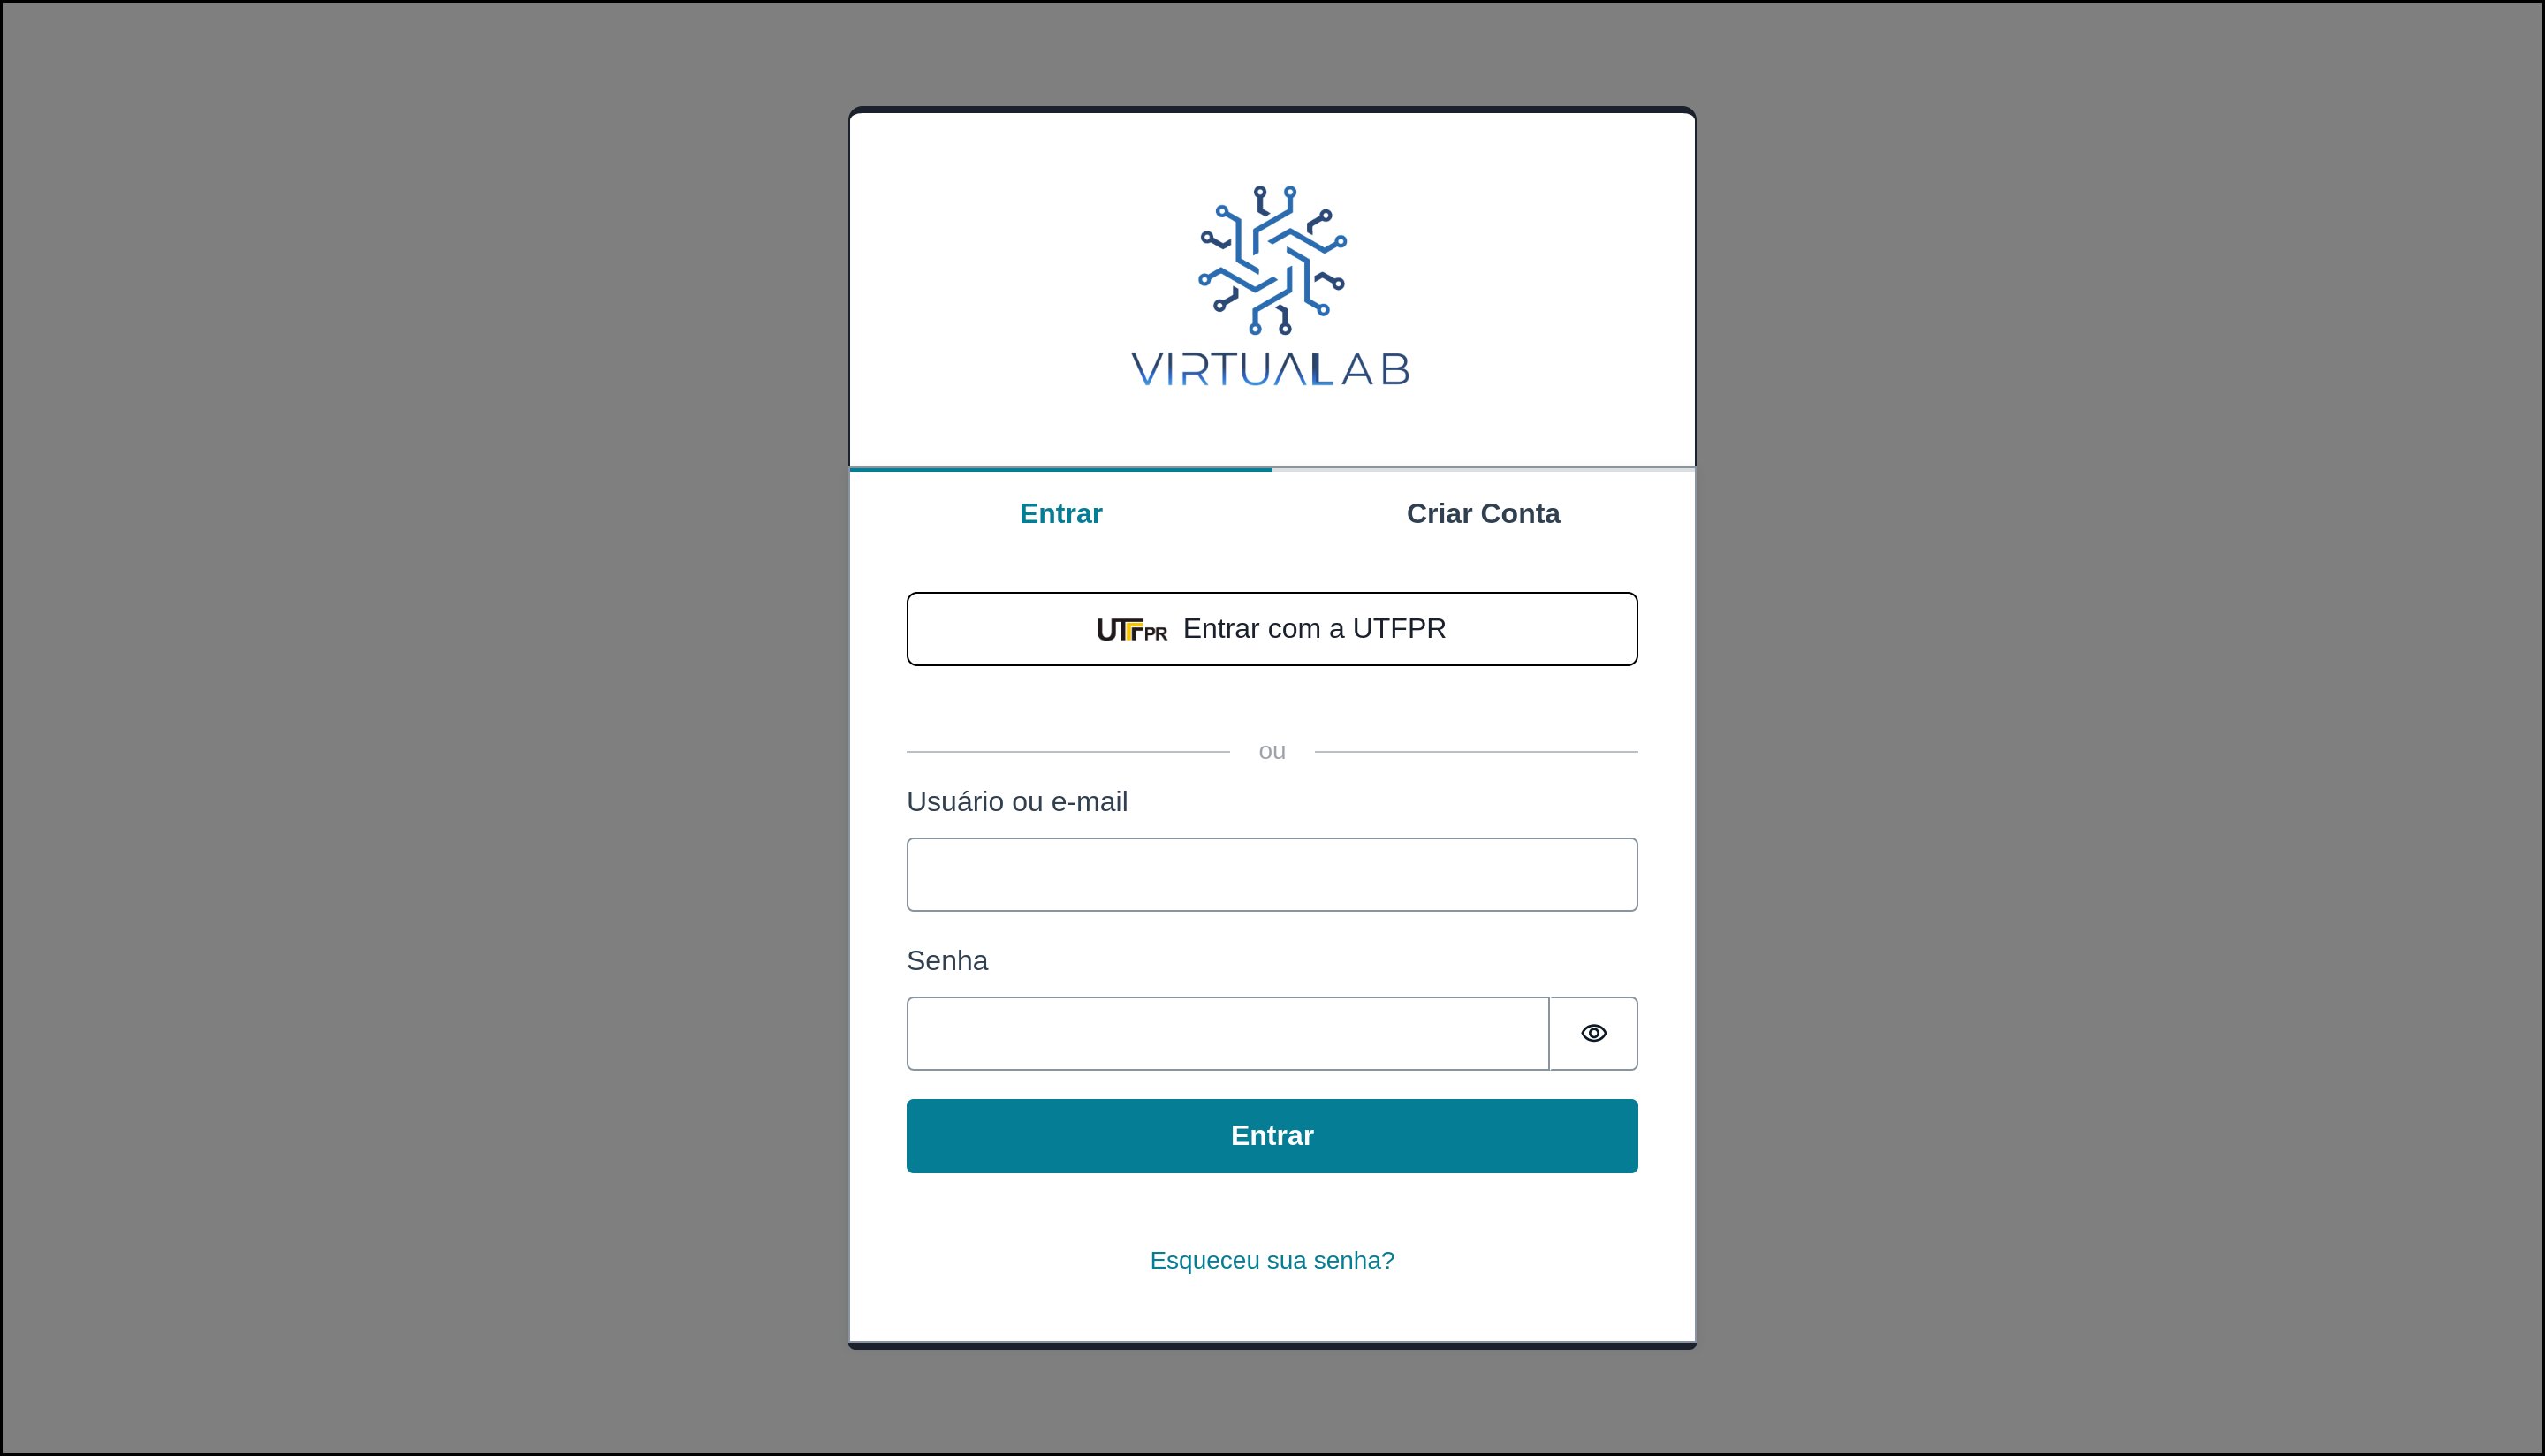 VIRTUALAB
Entrar
Criar Conta
UTFPR Entrar com a UTFPR
ou
Usuário ou e-mail
Senha
Entrar
Esqueceu sua senha?